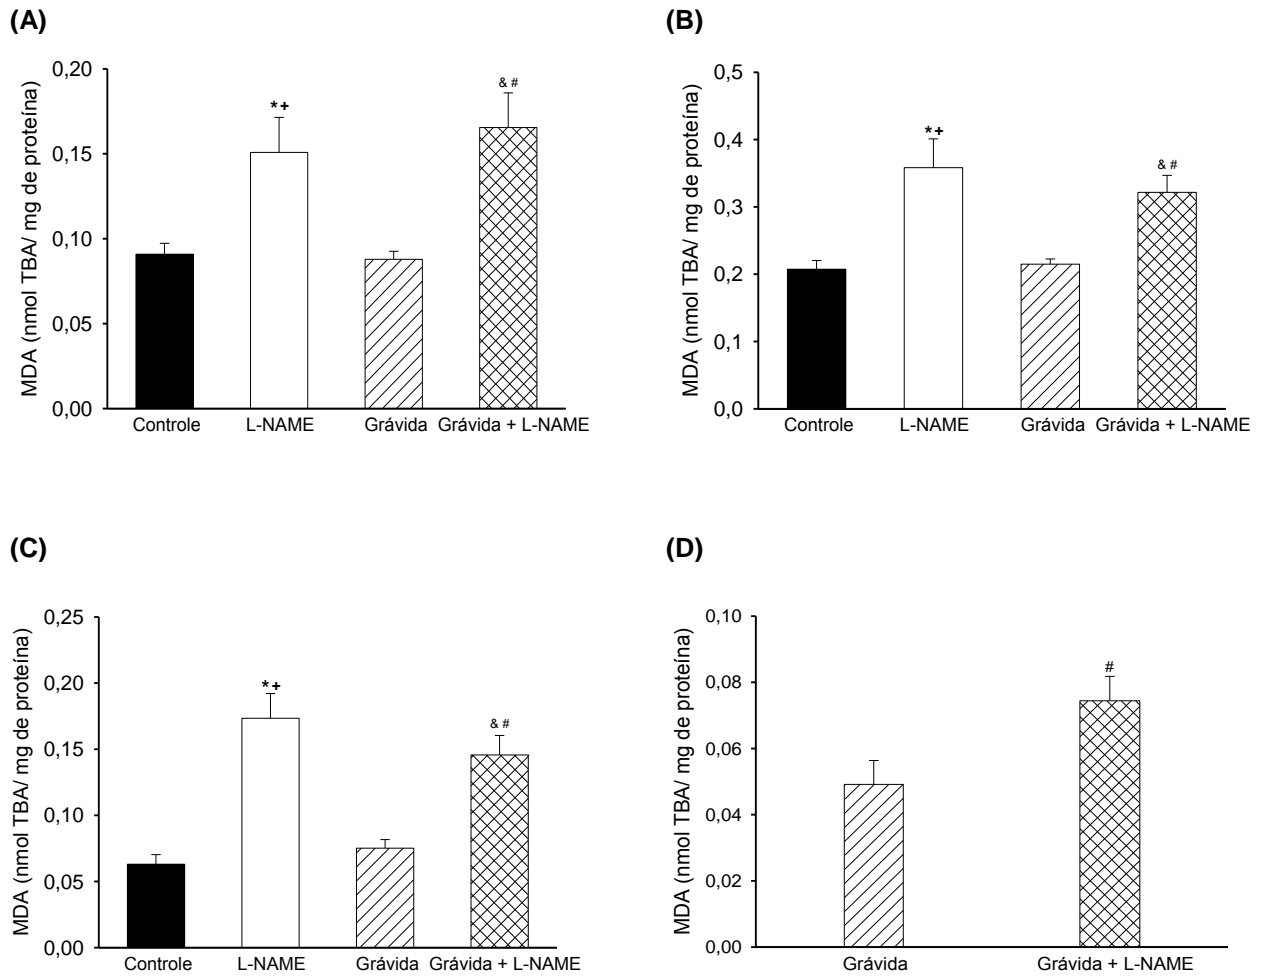 (A)
MDA (nmol TBA/ mg de proteína)
0,20
0,15
0,10
0,05
0,00
*+
& #
Controle L-NAME Grávida Grávida + L-NAME
(B)
MDA (nmol TBA/ mg de proteína)
0,5
0,4
0,3
0,2
0,1
0,0
*+
& #
Controle L-NAME Grávida Grávida + L-NAME
(C)
MDA (nmol TBA/ mg de proteína)
0,25
0,20
0,15
0,10
0,05
0,00
*+
& #
Controle L-NAME Grávida Grávida + L-NAME
(D)
MDA (nmol TBA/ mg de proteína)
0,10
0,08
0,06
0,04
0,02
0,00
#
Grávida Grávida + L-NAME